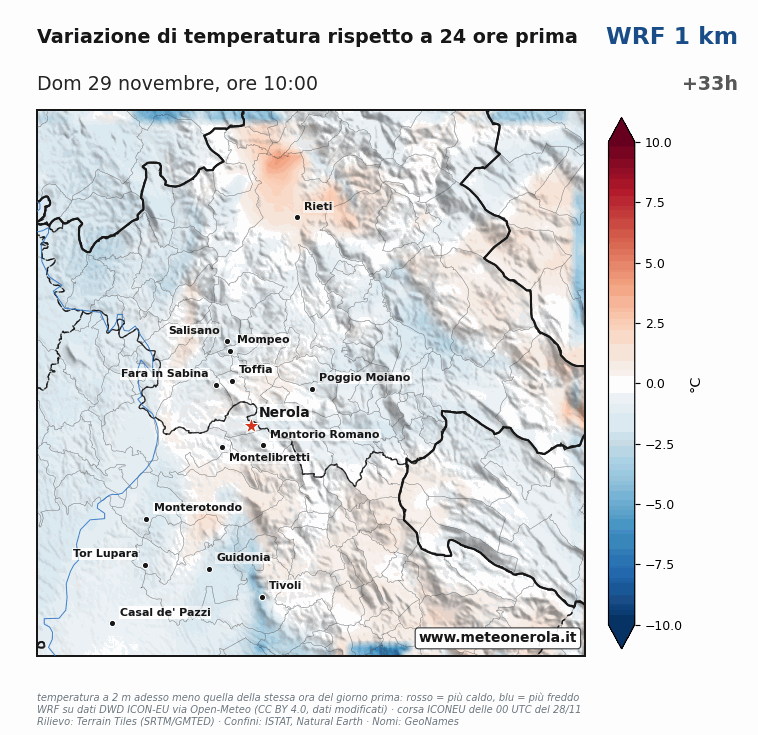 Variazione di temperatura rispetto a 24 ore prima
WRF 1 km
Dom 29 novembre, ore 10:00
+33h
Rieti
Salisano
Mompeo
Fara in Sabina
Toffia
Poggio Moiano
Nerola
Montorio Romano
Montelibretti
Monterotondo
Tor Lupara
Guidonia
Tivoli
Casal de' Pazzi
www.meteonerola.it
10.0
7.5
5.0
2.5
0.0
−2.5
−5.0
−7.5
−10.0
°C
temperatura a 2 m adesso meno quella della stessa ora del giorno prima: rosso = più caldo, blu = più freddo
WRF su dati DWD ICON-EU via Open-Meteo (CC BY 4.0, dati modificati) · corsa ICONEU delle 00 UTC del 28/11
Rilievo: Terrain Tiles (SRTM/GMTED) · Confini: ISTAT, Natural Earth · Nomi: GeoNames